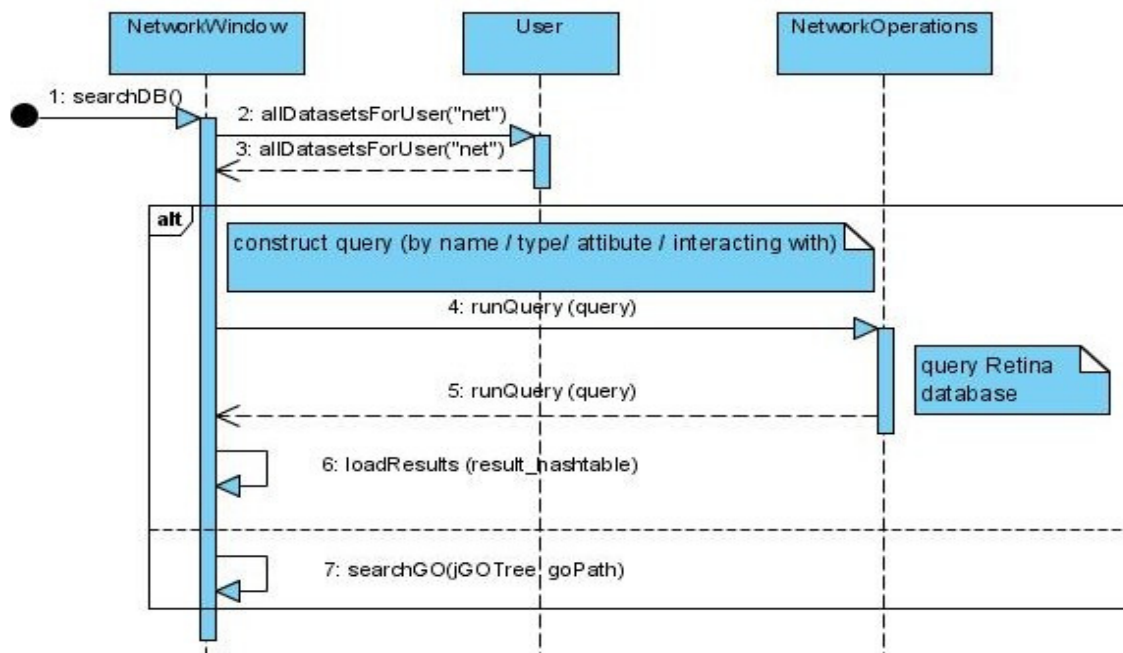 NetworkWindow
User
NetworkOperations
1: searchDB()
2: allDatasetsForUser("net")
3: allDatasetsForUser("net")
alt
construct query (by name / type/ attibute / interacting with)
4: runQuery (query)
query Retina
database
5: runQuery (query)
6: loadResults (result_hashtable)
7: searchGO(jGOTree, goPath)